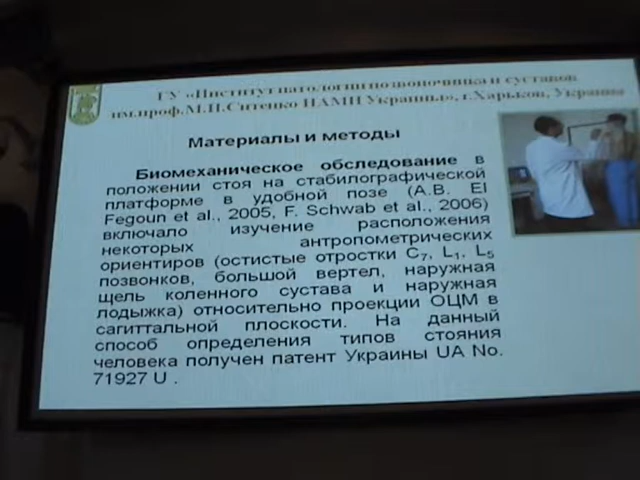 ГУ «Институт патологии позвоночника и суставов
им.проф.М.И.Ситенко НАМН Украины», г.Харьков, Украина
Материалы и методы
Биомеханическое обследование в
положении стоя на стабилографической
платформе в удобной позе (A.B. El
Fegoun et al., 2005, F. Schwab et al., 2006)
включало изучение расположения
некоторых антропометрических
ориентиров (остистые отростки C7, L1, L5
позвонков, большой вертел, наружная
щель коленного сустава и наружная
лодыжка) относительно проекции ОЦМ в
сагиттальной плоскости. На данный
способ определения типов стояния
человека получен патент Украины UA No.
71927 U .